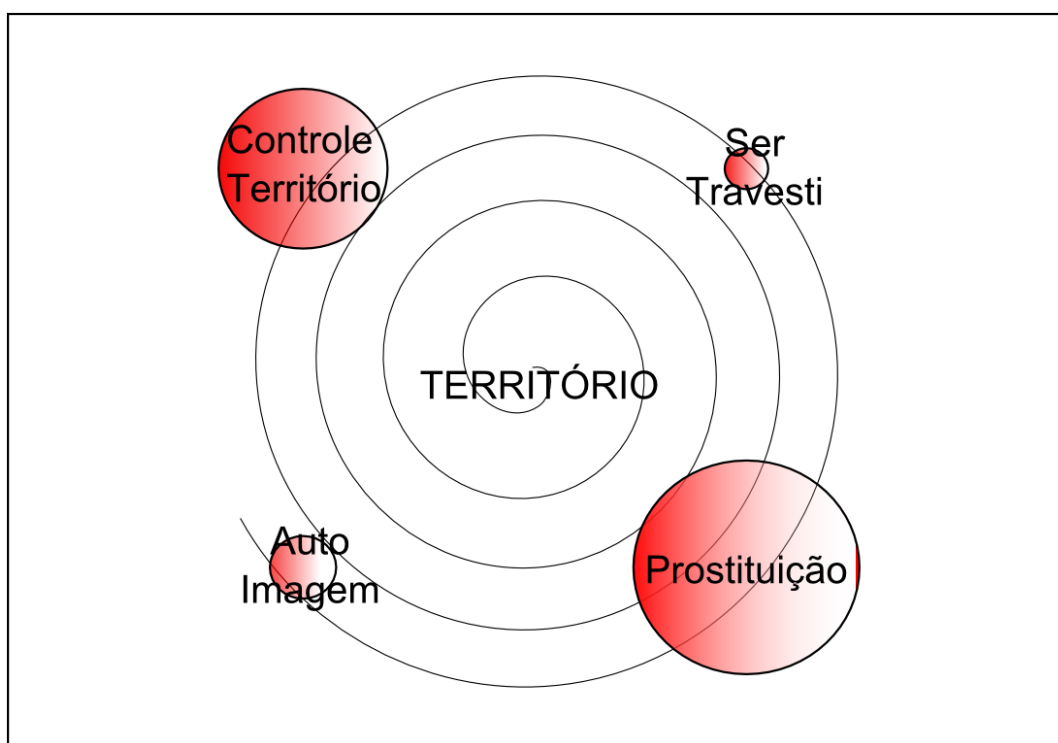 Controle
Território
Ser
Travesti
TERRITÓRIO
Auto
Imagem
Prostituição